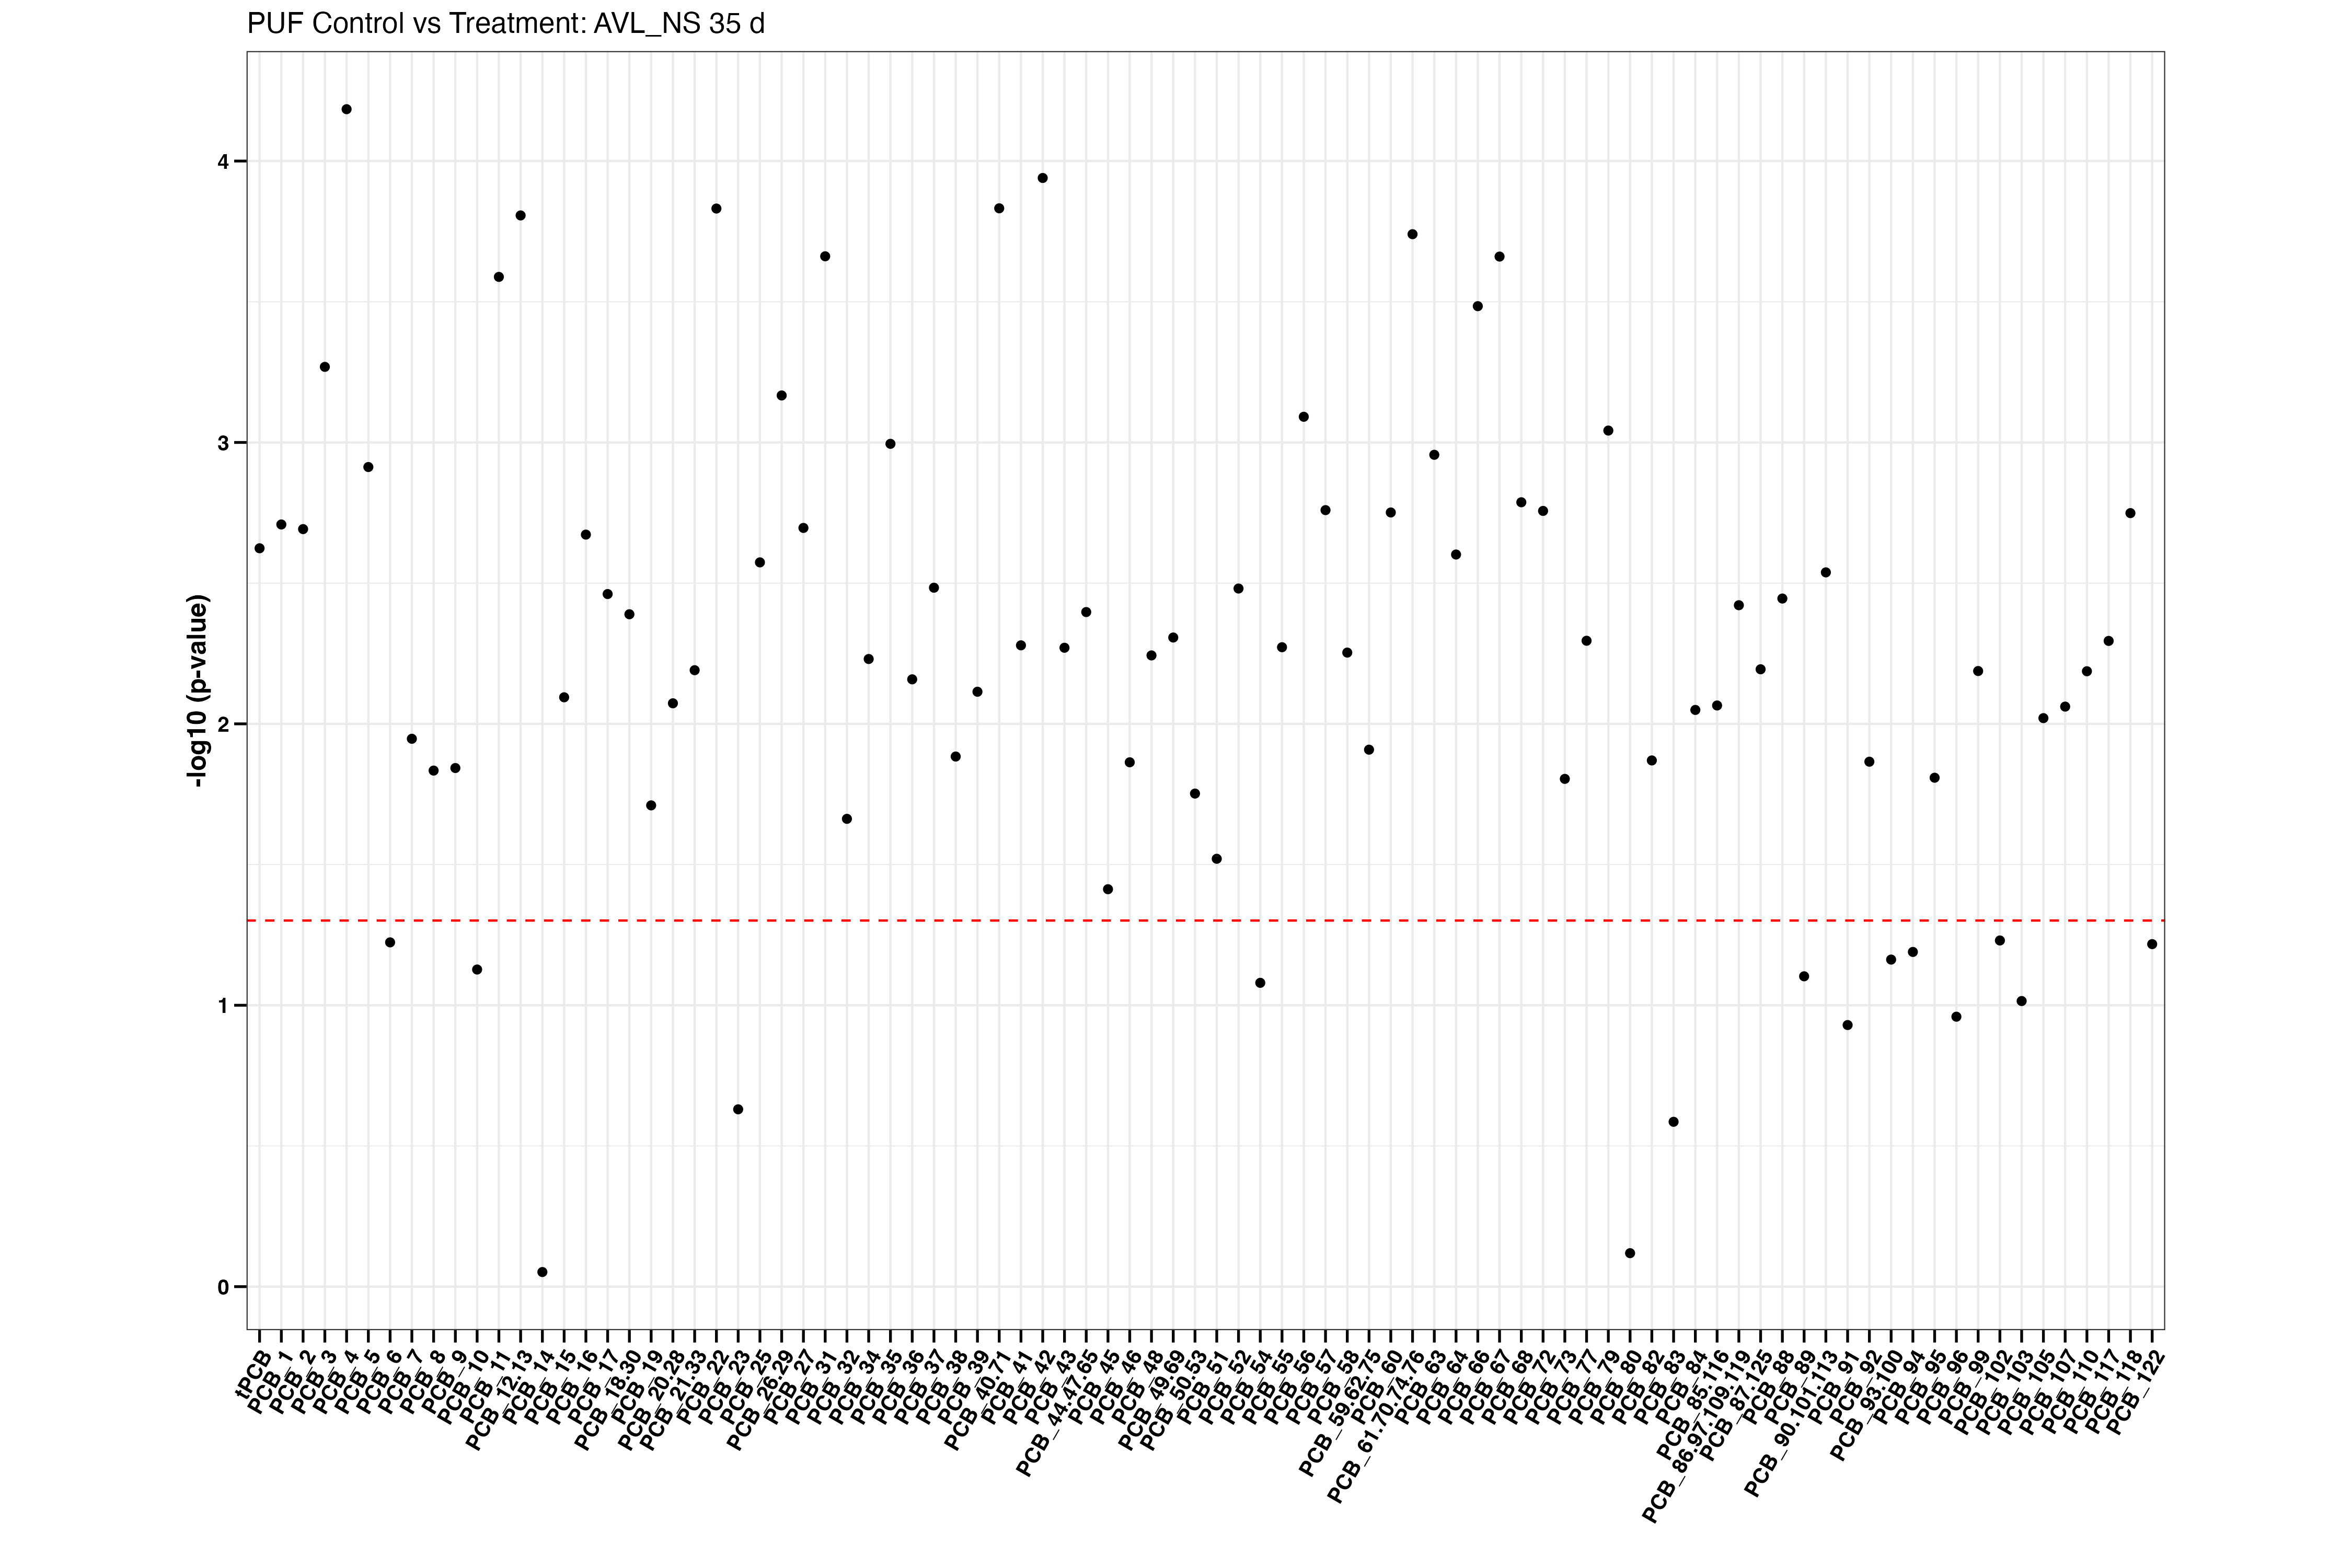 PUF Control vs Treatment: AVL_NS 35 d
-log10 (p-value)
4
3
2
1
0
tPCB
PCB_1
PCB_2
PCB_3
PCB_4
PCB_5
PCB_6
PCB_7
PCB_8
PCB_9
PCB_10
PCB_11
PCB_12.13
PCB_14
PCB_15
PCB_16
PCB_17
PCB_18.30
PCB_19
PCB_20.28
PCB_21.33
PCB_22
PCB_23
PCB_25
PCB_26.29
PCB_27
PCB_31
PCB_32
PCB_34
PCB_35
PCB_36
PCB_37
PCB_38
PCB_39
PCB_40.71
PCB_41
PCB_42
PCB_43
PCB_44.47.65
PCB_45
PCB_46
PCB_48
PCB_49.69
PCB_50.53
PCB_51
PCB_52
PCB_54
PCB_55
PCB_56
PCB_57
PCB_58
PCB_59.62.75
PCB_60
PCB_61.70.74.76
PCB_63
PCB_64
PCB_66
PCB_67
PCB_68
PCB_72
PCB_73
PCB_77
PCB_79
PCB_80
PCB_82
PCB_83
PCB_84
PCB_85.116
PCB_86.97.109.119
PCB_87.125
PCB_88
PCB_89
PCB_90.101.113
PCB_91
PCB_92
PCB_93.100
PCB_94
PCB_95
PCB_96
PCB_99
PCB_102
PCB_103
PCB_105
PCB_107
PCB_110
PCB_117
PCB_118
PCB_122